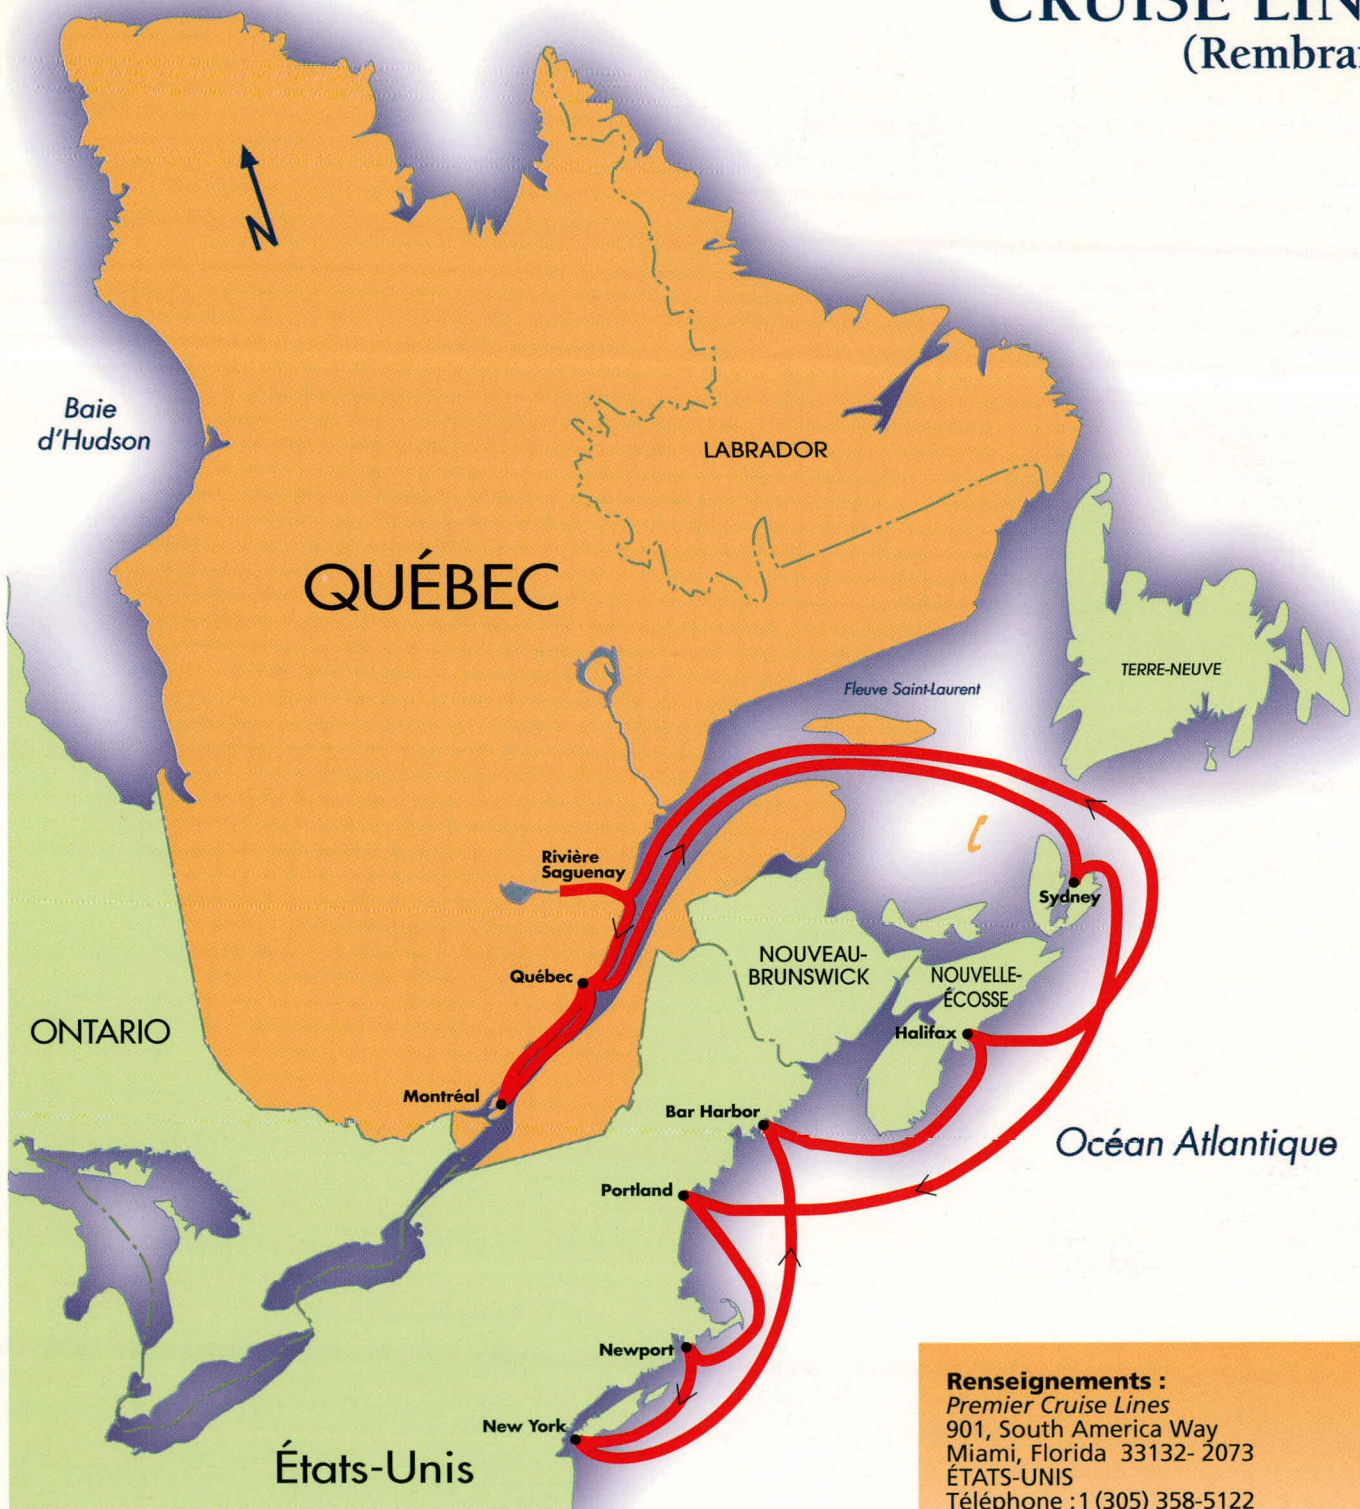 CRUISE LIN
(Rembra
N
Baie
d'Hudson
LABRADOR
QUÉBEC
TERRE-NEUVE
Fleuve Saint-Laurent
Rivière
Saguenay
Sydney
Québec
NOUVEAU-
BRUNSWICK
NOUVELLE-
ÉCOSSE
ONTARIO
Halifax
Montréal
Bar Harbor
Océan Atlantique
Portland
Newport
New York
États-Unis
Renseignements :
Premier Cruise Lines
901, South America Way
Miami, Florida 33132- 2073
ÉTATS-UNIS
Téléphone : 1 (305) 358-5122